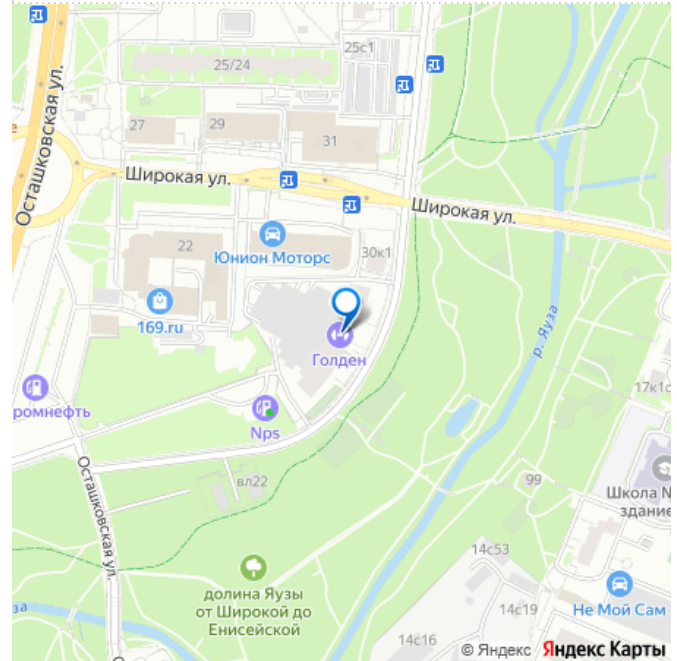 25с1
25/24
27
29
31
Осташковская ул.
Широкая ул.
Широкая ул.
22
Юнион Моторс
30к1
169.ru
Голден
р. Яуза
ромнефть
Nps
17к1с
Осташковская ул.
вл22
99
Школа №
здание
14с53
долина Яузы
от Широкой до
Енисейской
14с19
Не Мой Сам
14с16
© Яндекс Яндекс Карты